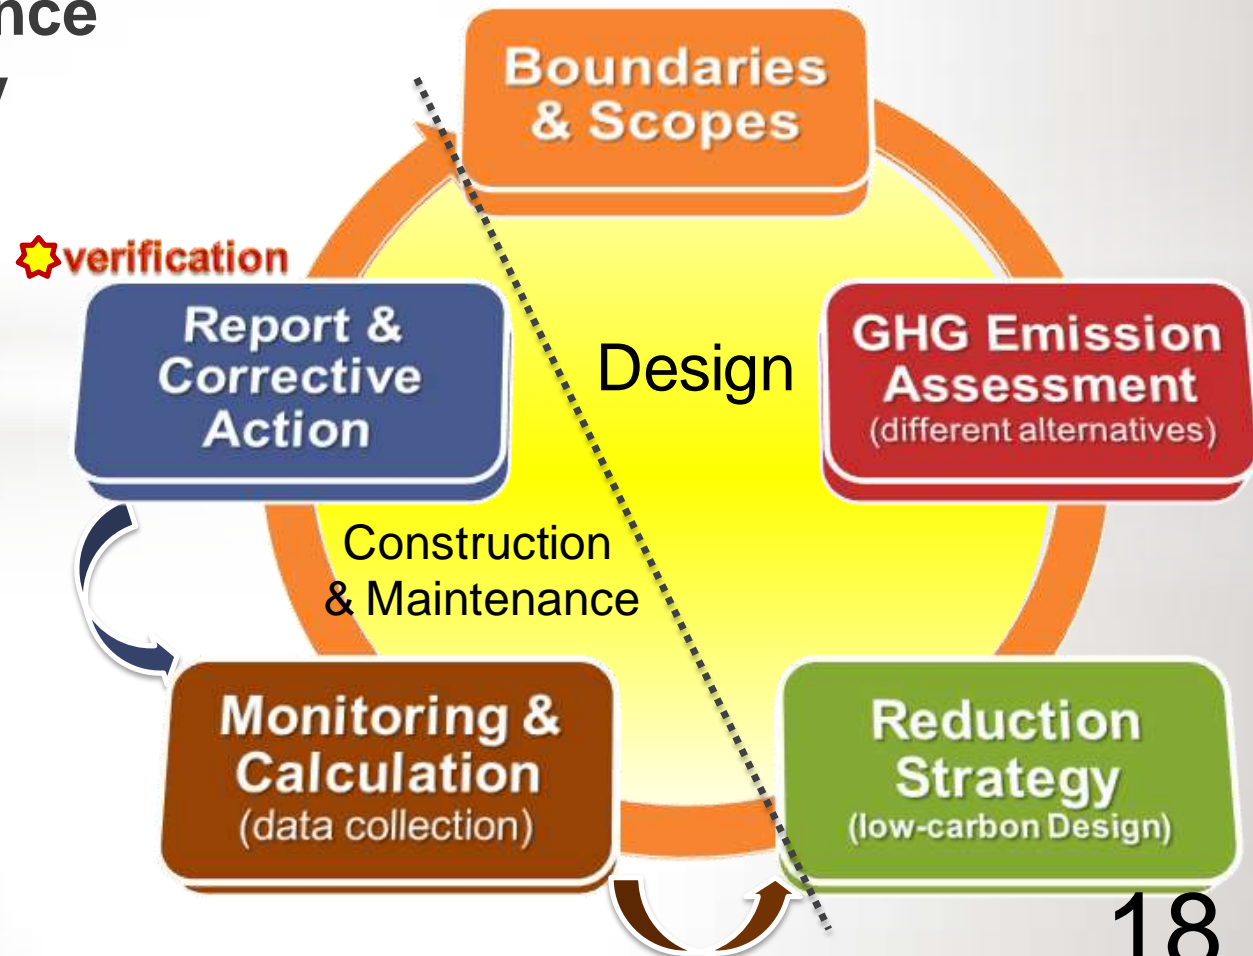 Boundaries
& Scopes
verification
Report &
Corrective
Action
Design
GHG Emission
Assessment
(different alternatives)
Construction
& Maintenance
Monitoring &
Calculation
(data collection)
Reduction
Strategy
(low-carbon Design)
18